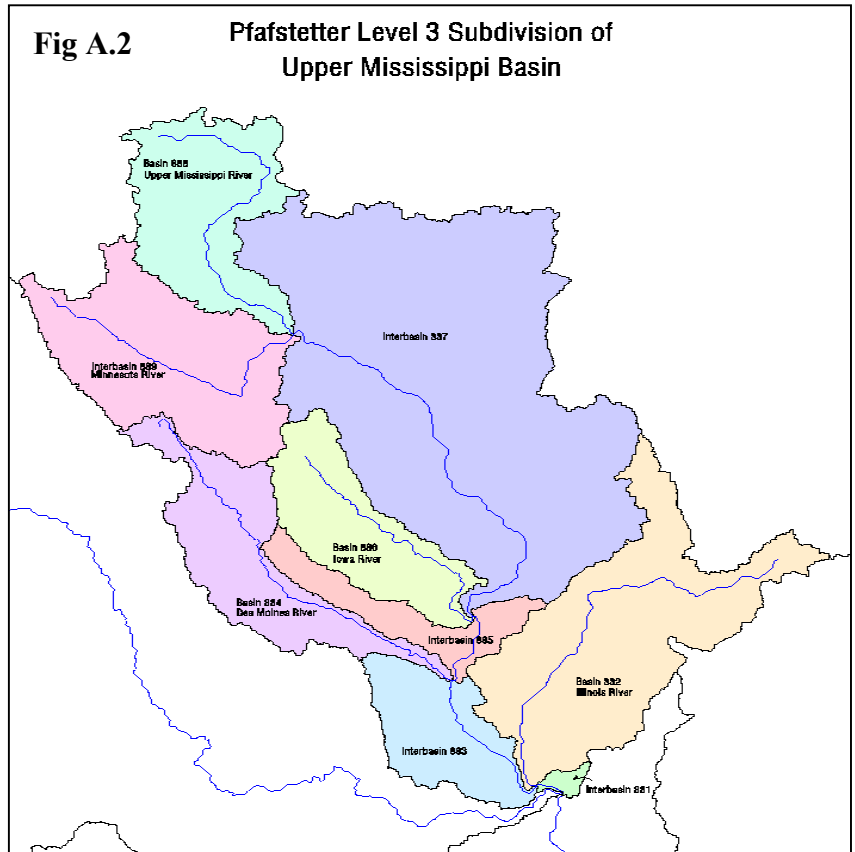 Fig A.2
Pfafstetter Level 3 Subdivision of
Upper Mississippi Basin
Basin 888
Upper Mississippi River
Interbasin 887
Interbasin 889
Minnesota River
Basin 886
Iowa River
Basin 884
Des Moines River
Interbasin 885
Basin 882
Illinois River
Interbasin 883
Interbasin 881